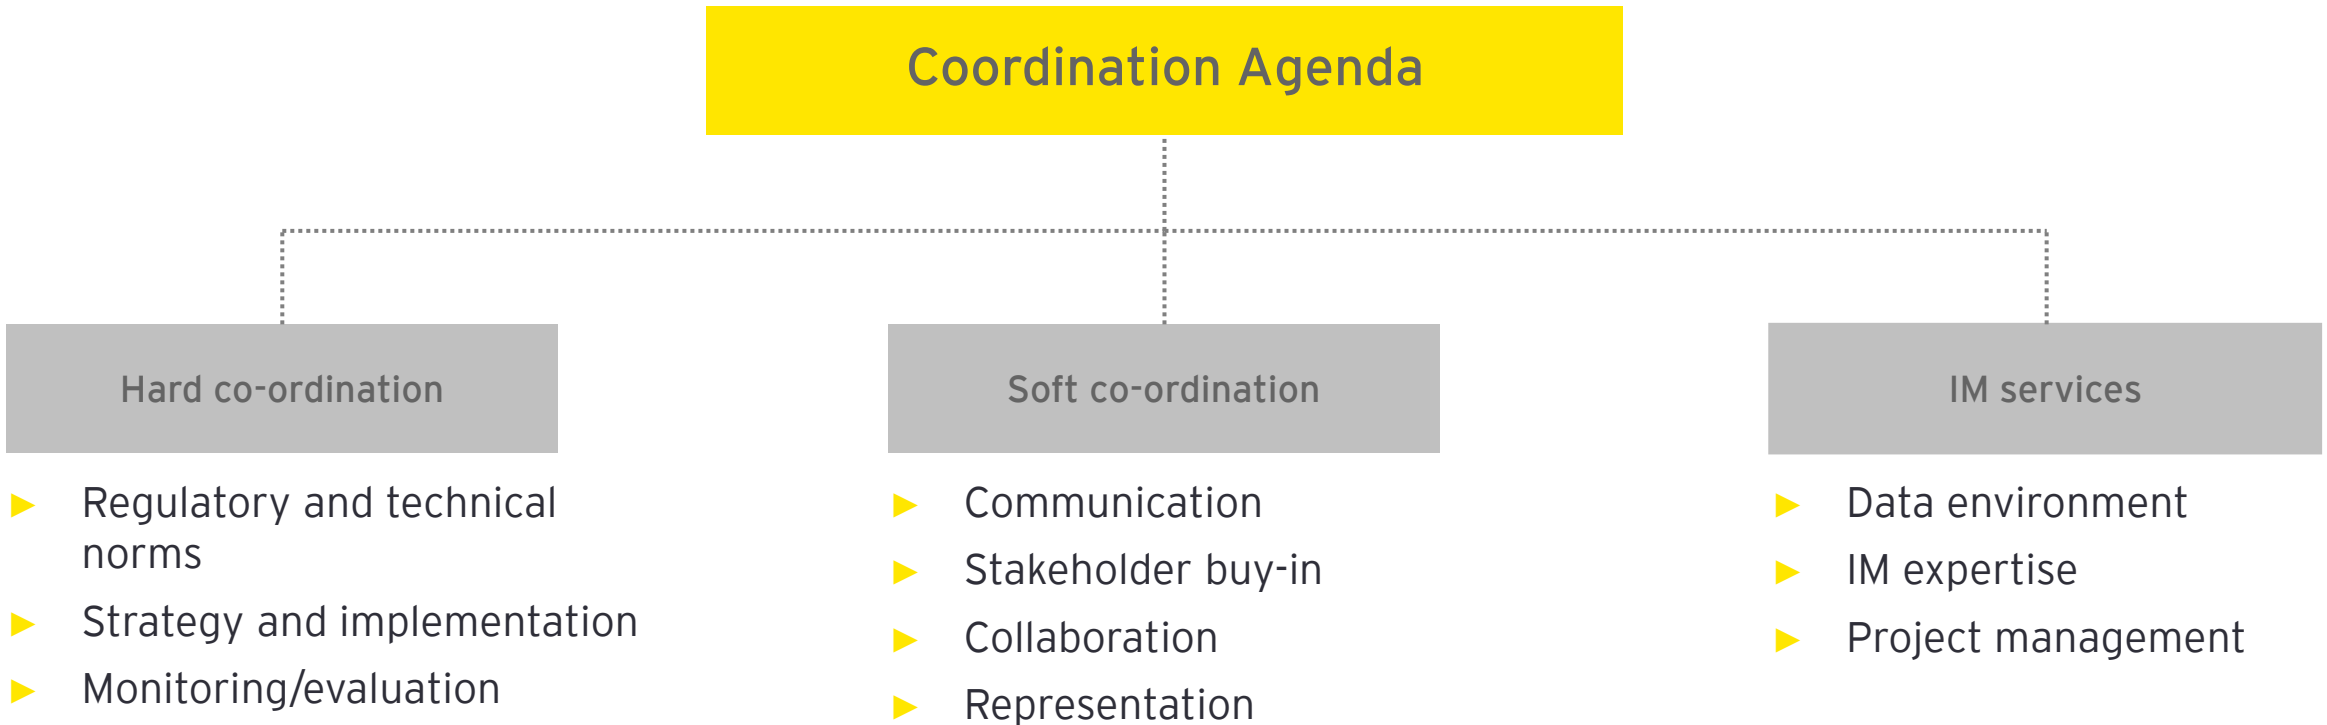 Coordination Agenda
Hard co-ordination
► Regulatory and technical
norms
► Strategy and implementation
► Monitoring/evaluation
Soft co-ordination
► Communication
► Stakeholder buy-in
► Collaboration
► Representation
IM services
► Data environment
► IM expertise
► Project management